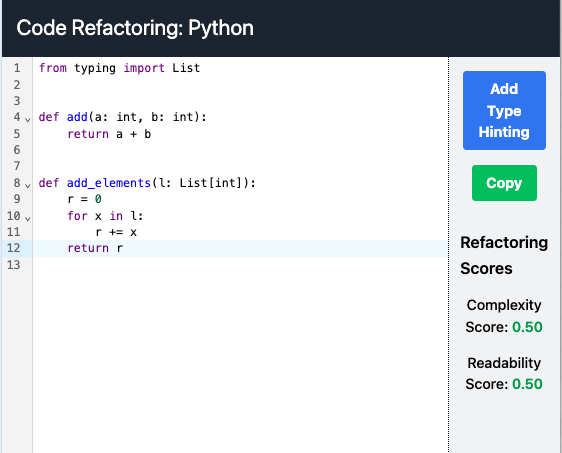 Code Refactoring: Python
1 from typing import List
2
3
4 def add(a: int, b: int):
5     return a + b
6
7
8 def add_elements(l: List[int]):
9     r = 0
10     for x in l:
11         r += x
12     return r
13
Add
Type
Hinting
Copy
Refactoring
Scores
Complexity
Score: 0.50
Readability
Score: 0.50